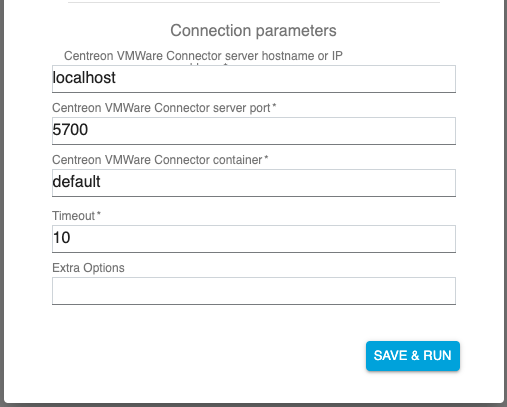 Connection parameters
Centreon VMWare Connector server hostname or IP
localhost
Centreon VMWare Connector server port *
5700
Centreon VMWare Connector container *
default
Timeout *
10
Extra Options
SAVE & RUN